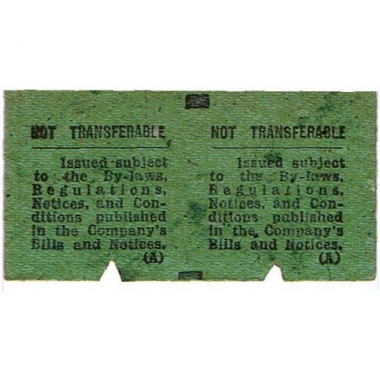 NOT TRANSFERABLE
Issued subject
to the By-laws,
Regulations,
Notices, and Con-
ditions published
in the Company's
Bills and Notices.
(A)
NOT TRANSFERABLE
Issued subject
to the By-laws,
Regulations,
Notices, and Con-
ditions published
in the Company's
Bills and Notices.
(A)